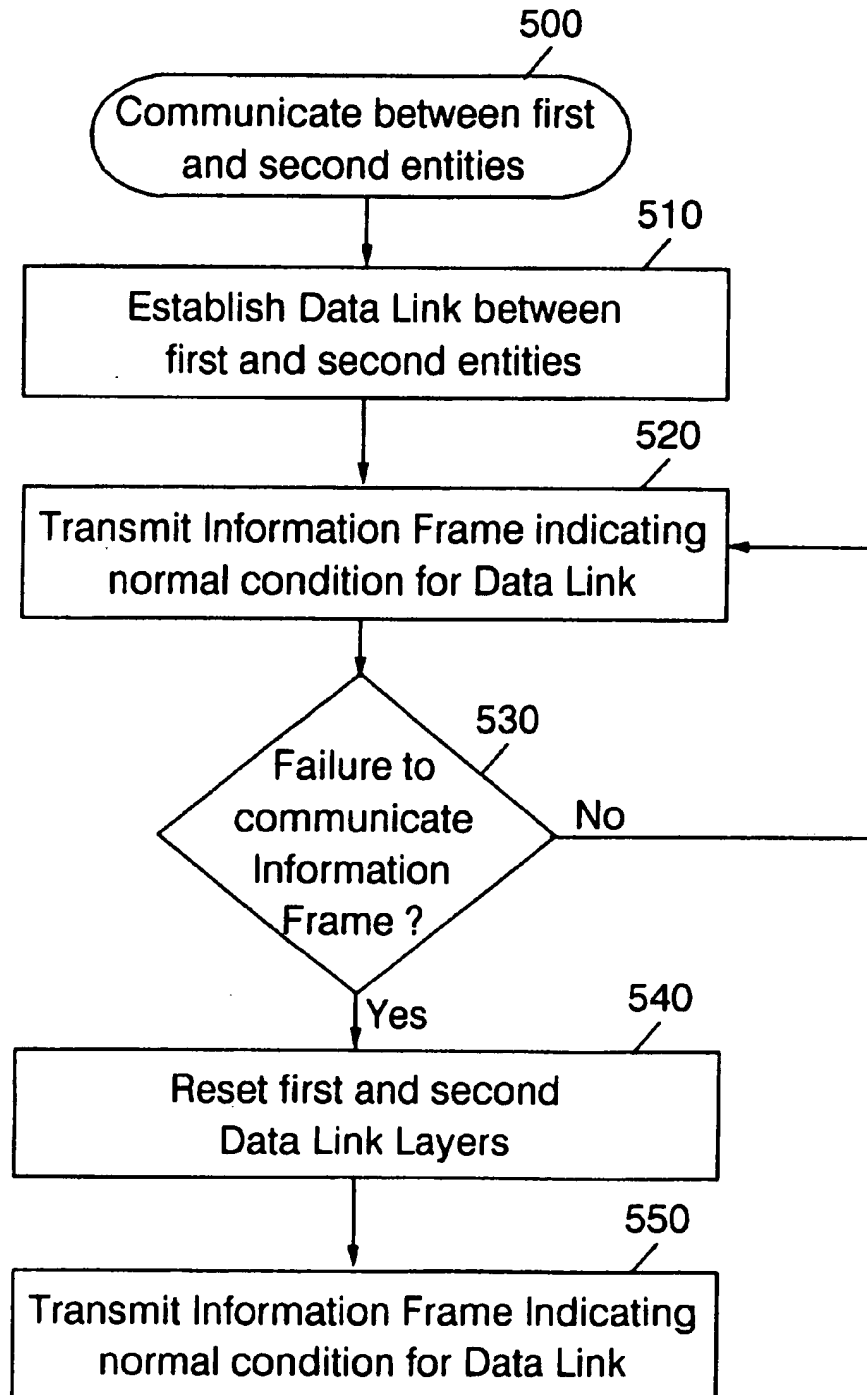 500
Communicate between first
and second entities
510
Establish Data Link between
first and second entities
520
Transmit Information Frame indicating
normal condition for Data Link
530
Failure to
communicate
Information
Frame ?
No
Yes
540
Reset first and second
Data Link Layers
550
Transmit Information Frame Indicating
normal condition for Data Link